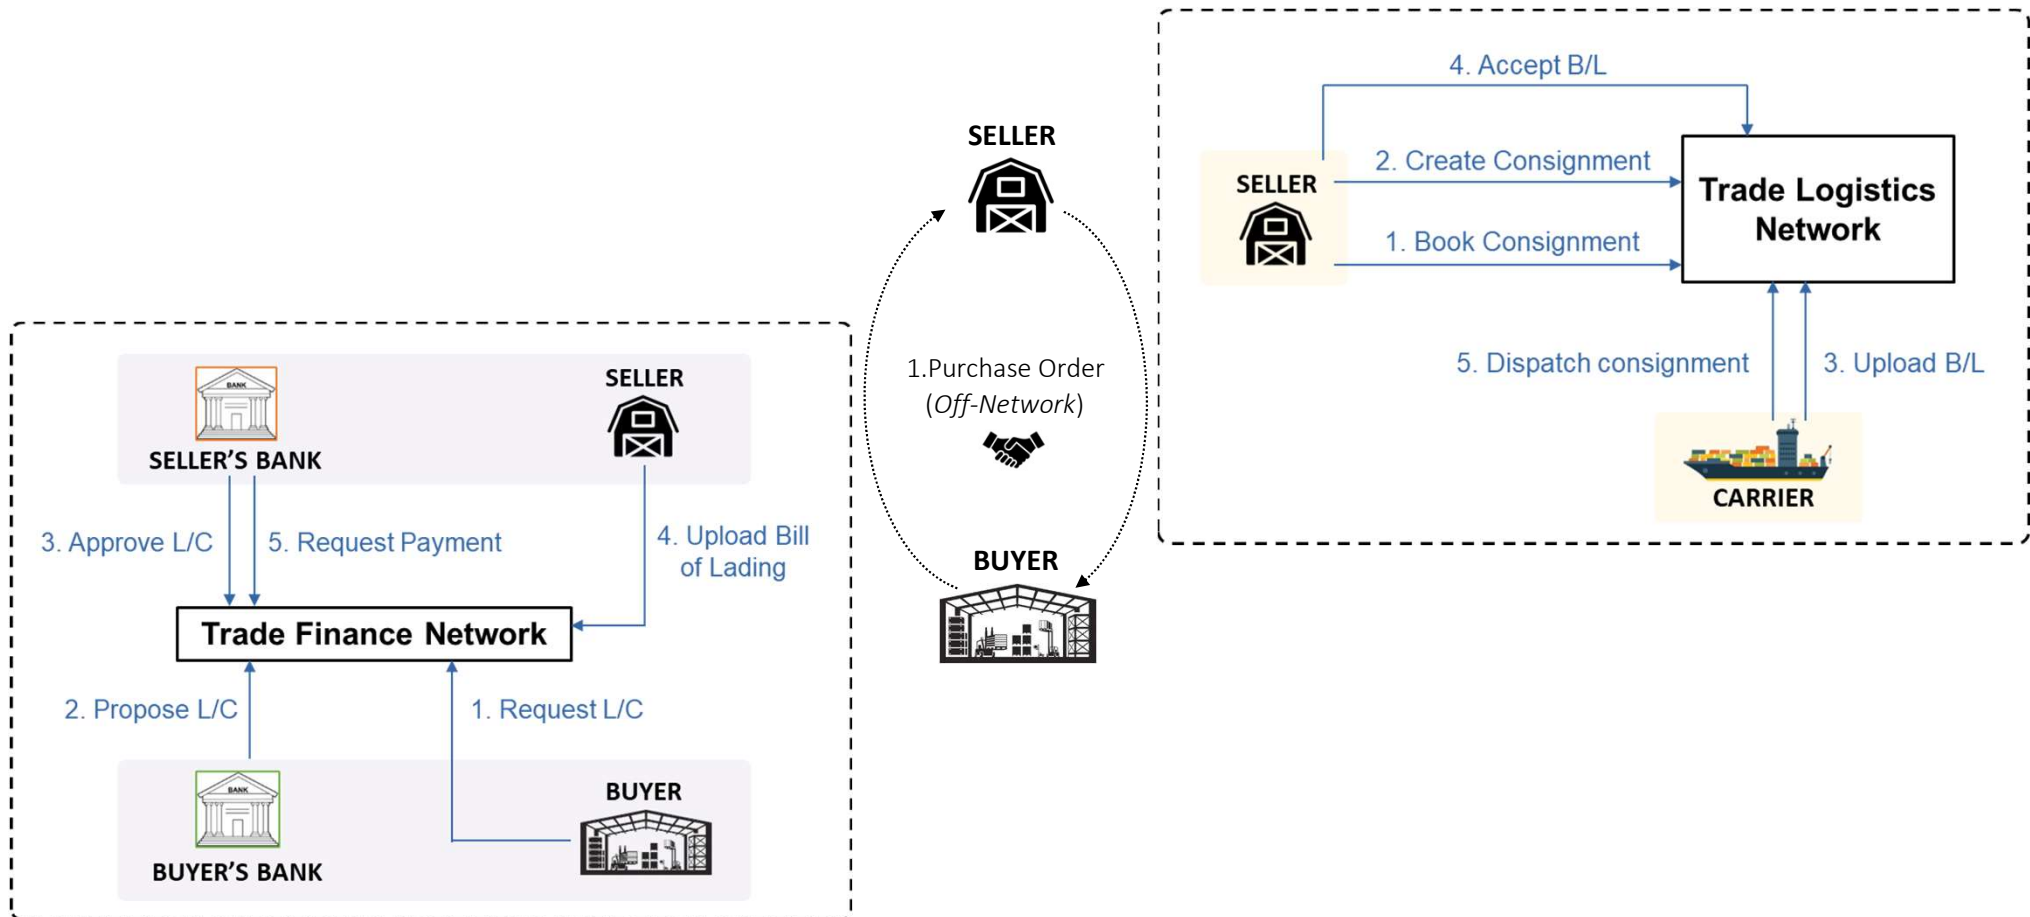 4. Accept B/L
SELLER
2. Create Consignment
SELLER
Trade Logistics
Network
1. Book Consignment
1.Purchase Order
(Off-Network)
5. Dispatch consignment
3. Upload B/L
CARRIER
BUYER
BANK
SELLER'S BANK
SELLER
3. Approve L/C
5. Request Payment
4. Upload Bill
of Lading
Trade Finance Network
2. Propose L/C
1. Request L/C
BANK
BUYER'S BANK
BUYER